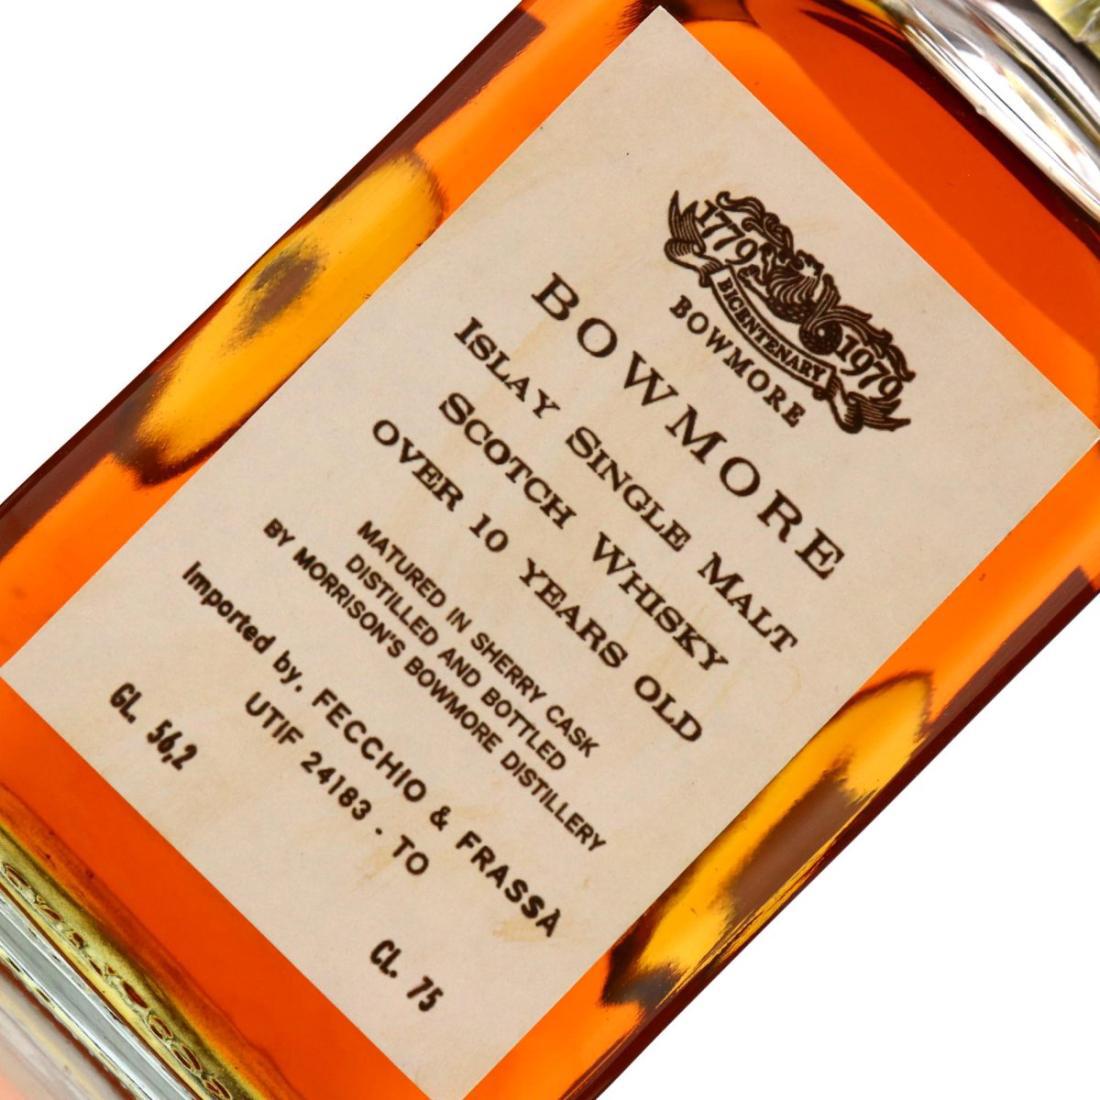 1779 1979
BICENTENARY
BOWMORE
BOWMORE
ISLAY SINGLE MALT
SCOTCH WHISKY
OVER 10 YEARS OLD
MATURED IN SHERRY CASK
DISTILLED AND BOTTLED
BY MORRISON'S BOWMORE DISTILLERY
Imported by. FECCHIO & FRASSÀ
UTIF 24183 - TO
GL. 56,2 CL. 75